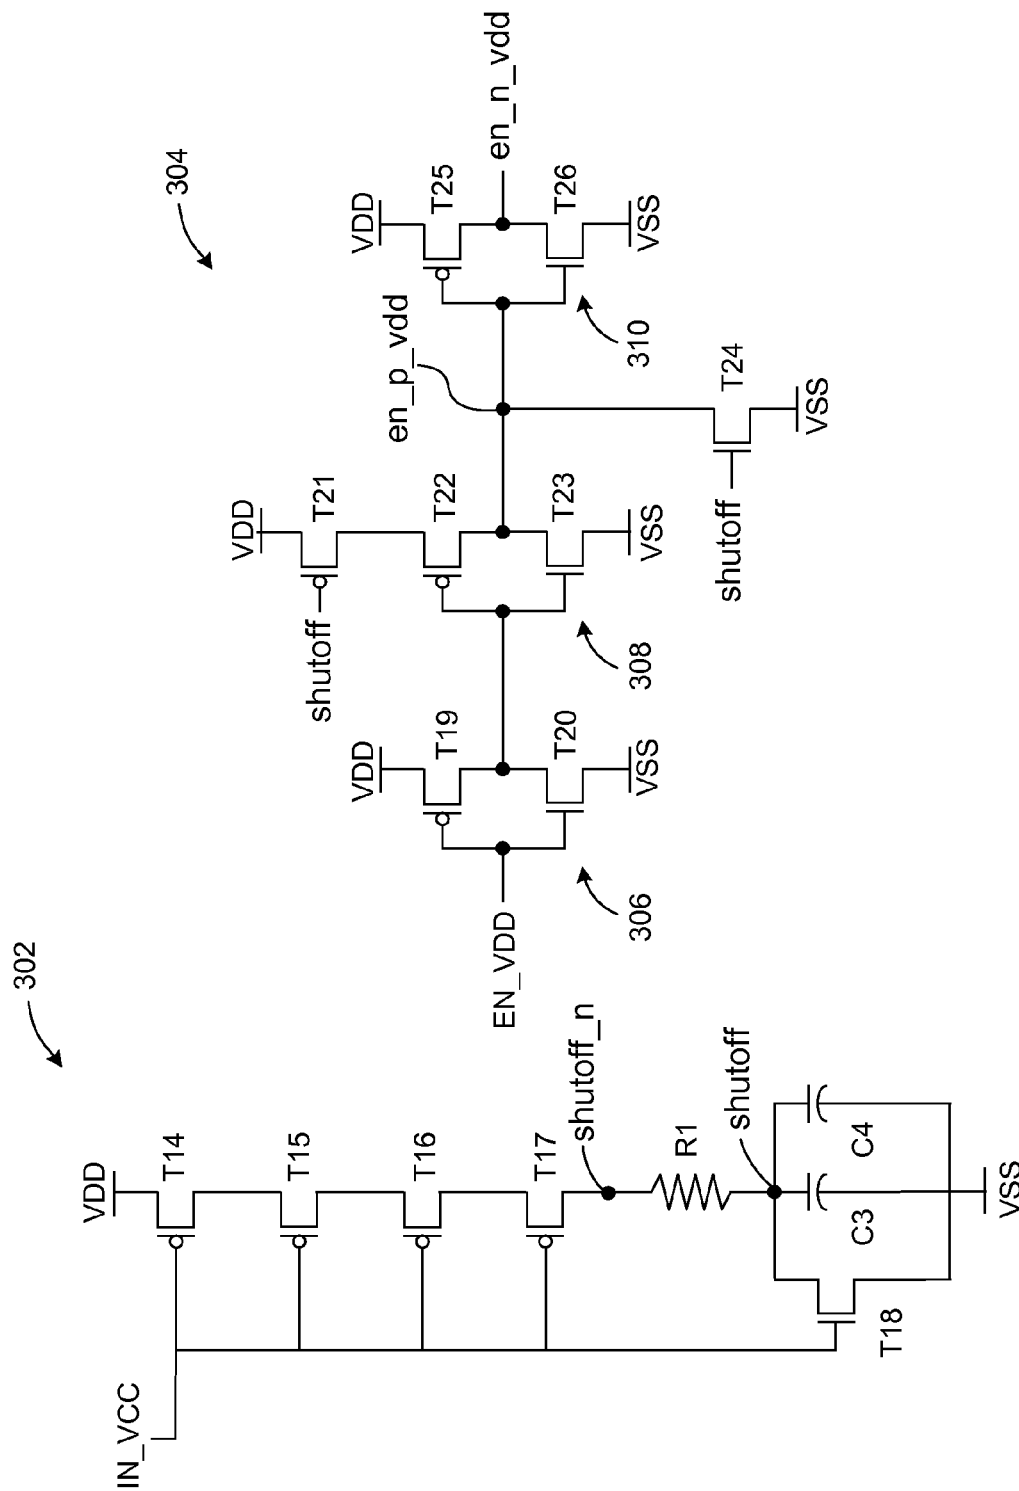 302
304
IN_VCC
VDD
T14
T15
T16
T17
shutoff_n
R1
shutoff
T18
C3
C4
VSS
EN_VDD
306
VDD
T19
T20
VSS
VDD
shutoff
T21
T22
T23
VSS
308
en_p_vdd
shutoff
T24
VSS
310
VDD
T25
T26
VSS
en_n_vdd